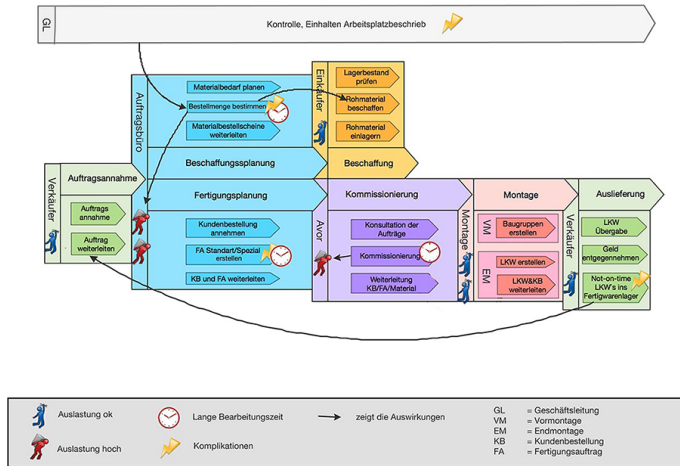 GL
Kontrolle, Einhalten Arbeitsplatzbeschrieb
Auftragsbüro
Materialbedarf planen
Bestellmenge bestimmen
Materialbestellscheine
weiterleiten
Beschaffungsplanung
Einkäufer
Lagerbestand
prüfen
Rohmaterial
beschaffen
Rohmaterial
einlagern
Beschaffung
Verkäufer
Auftragsannahme
Auftrags
annahme
Auftrag
weiterleiten
Fertigungsplanung
Kundenbestellung
annehmen
FA Standart/Spezial
erstellen
KB und FA weiterleiten
Avor
Kommissionierung
Konsultation der
Aufträge
Kommissionierung
Weiterleitung
KB/FA/Material
Montage
Montage
VM
Baugruppen
erstellen
EM
LKW erstellen
LKW&KB
weiterleiten
Verkäufer
Auslieferung
LKW
Übergabe
Geld
entgegennehmen
Not-on-time
LKW's ins
Fertigwarenlager
Auslastung ok
Auslastung hoch
Lange Bearbeitungszeit
Komplikationen
zeigt die Auswirkungen
GL = Geschäftsleitung
VM = Vormontage
EM = Endmontage
KB = Kundenbestellung
FA = Fertigungsauftrag